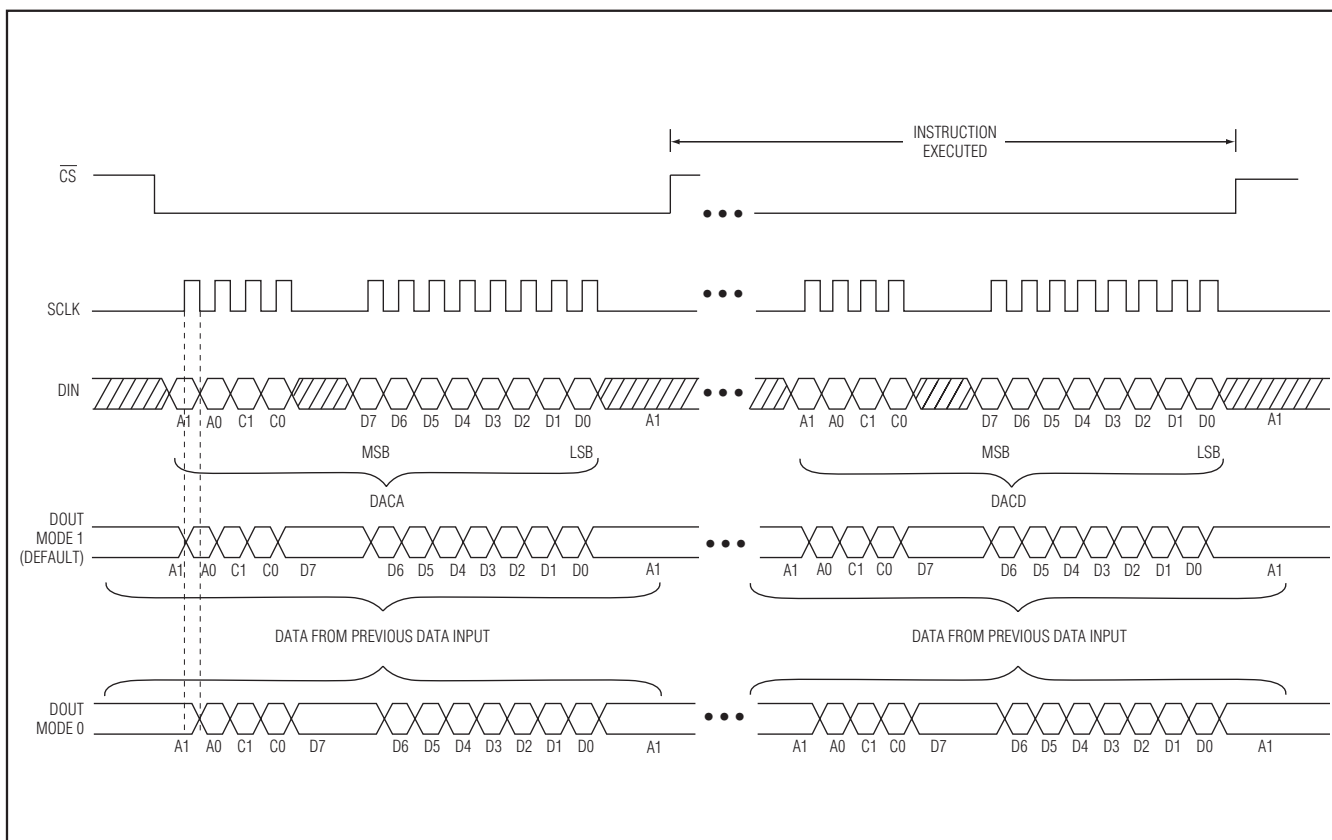 INSTRUCTION
EXECUTED
CS
SCLK
DIN
A1 A0 C1 C0 D7 D6 D5 D4 D3 D2 D1 D0 A1 A1 A0 C1 C0 D7 D6 D5 D4 D3 D2 D1 D0 A1
MSB LSB MSB LSB
DACA DACD
DOUT
MODE 1
(DEFAULT)
A1 A0 C1 C0 D7 D6 D5 D4 D3 D2 D1 D0 A1 A1 A0 C1 C0 D7 D6 D5 D4 D3 D2 D1 D0 A1
DATA FROM PREVIOUS DATA INPUT DATA FROM PREVIOUS DATA INPUT
DOUT
MODE 0
A1 A0 C1 C0 D7 D6 D5 D4 D3 D2 D1 D0 A1 A1 A0 C1 C0 D7 D6 D5 D4 D3 D2 D1 D0 A1